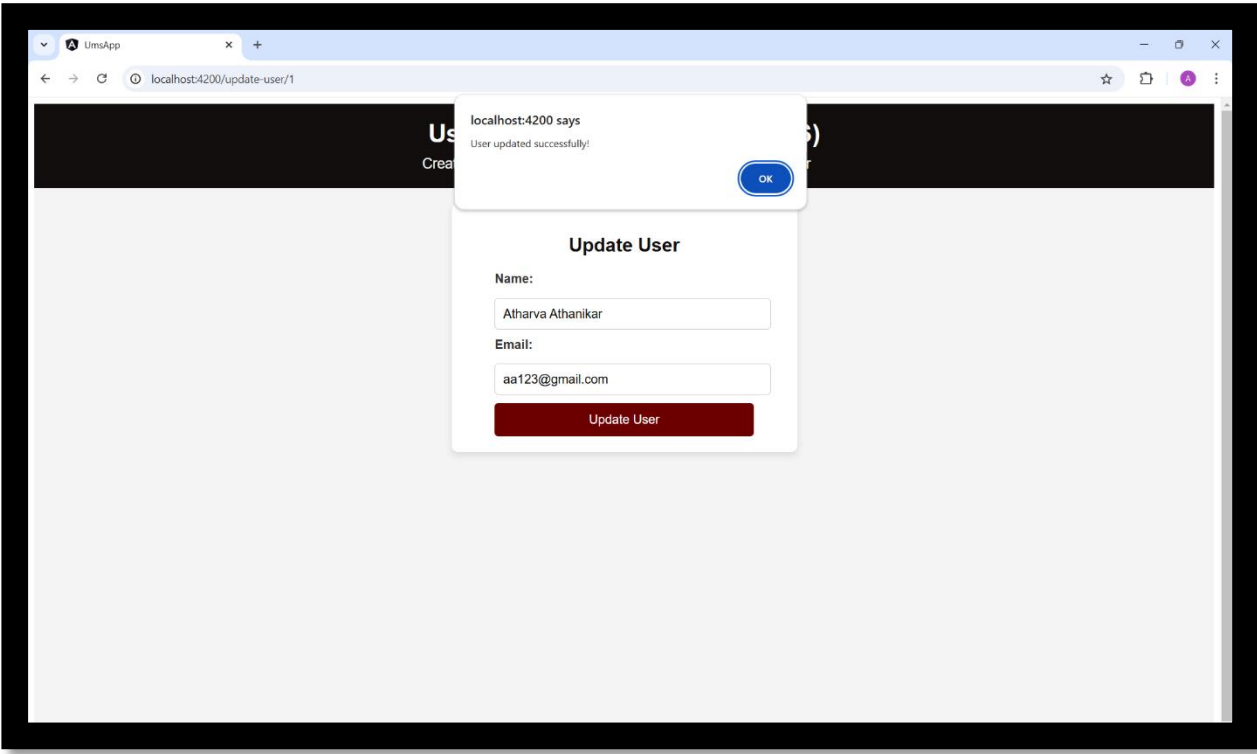 UmsApp
localhost:4200/update-user/1
A
localhost:4200 says
User updated successfully!
OK
Update User
Name:
Atharva Athanikar
Email:
aa123@gmail.com
Update User